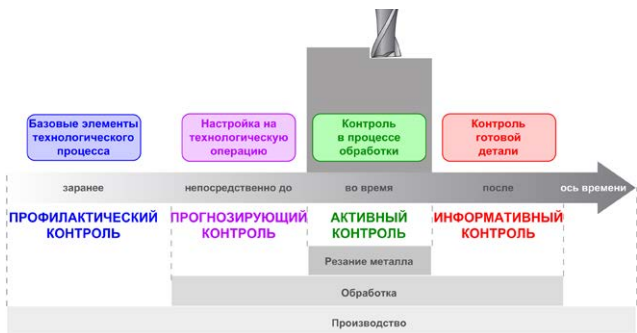 Базовые элементы
технологического
процесса
Настройка на
технологическую
операцию
Контроль
в процессе
обработки
Контроль
готовой
детали
заранее
непосредственно до
во время
после
ось времени
ПРОФИЛАКТИЧЕСКИЙ
КОНТРОЛЬ
ПРОГНОЗИРУЮЩИЙ
КОНТРОЛЬ
АКТИВНЫЙ
КОНТРОЛЬ
ИНФОРМАТИВНЫЙ
КОНТРОЛЬ
Резание металла
Обработка
Производство